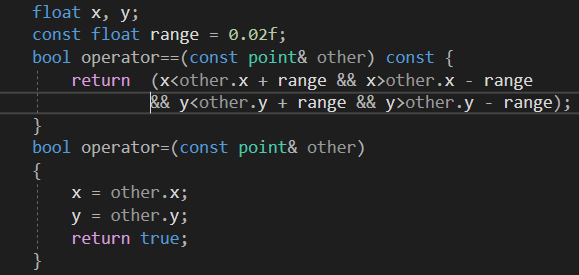 float x, y;
const float range = 0.02f;
bool operator==(const point& other) const {
return (x<other.x + range && x>other.x - range
&& y<other.y + range && y>other.y - range);
}
bool operator=(const point& other)
{
x = other.x;
y = other.y;
return true;
}